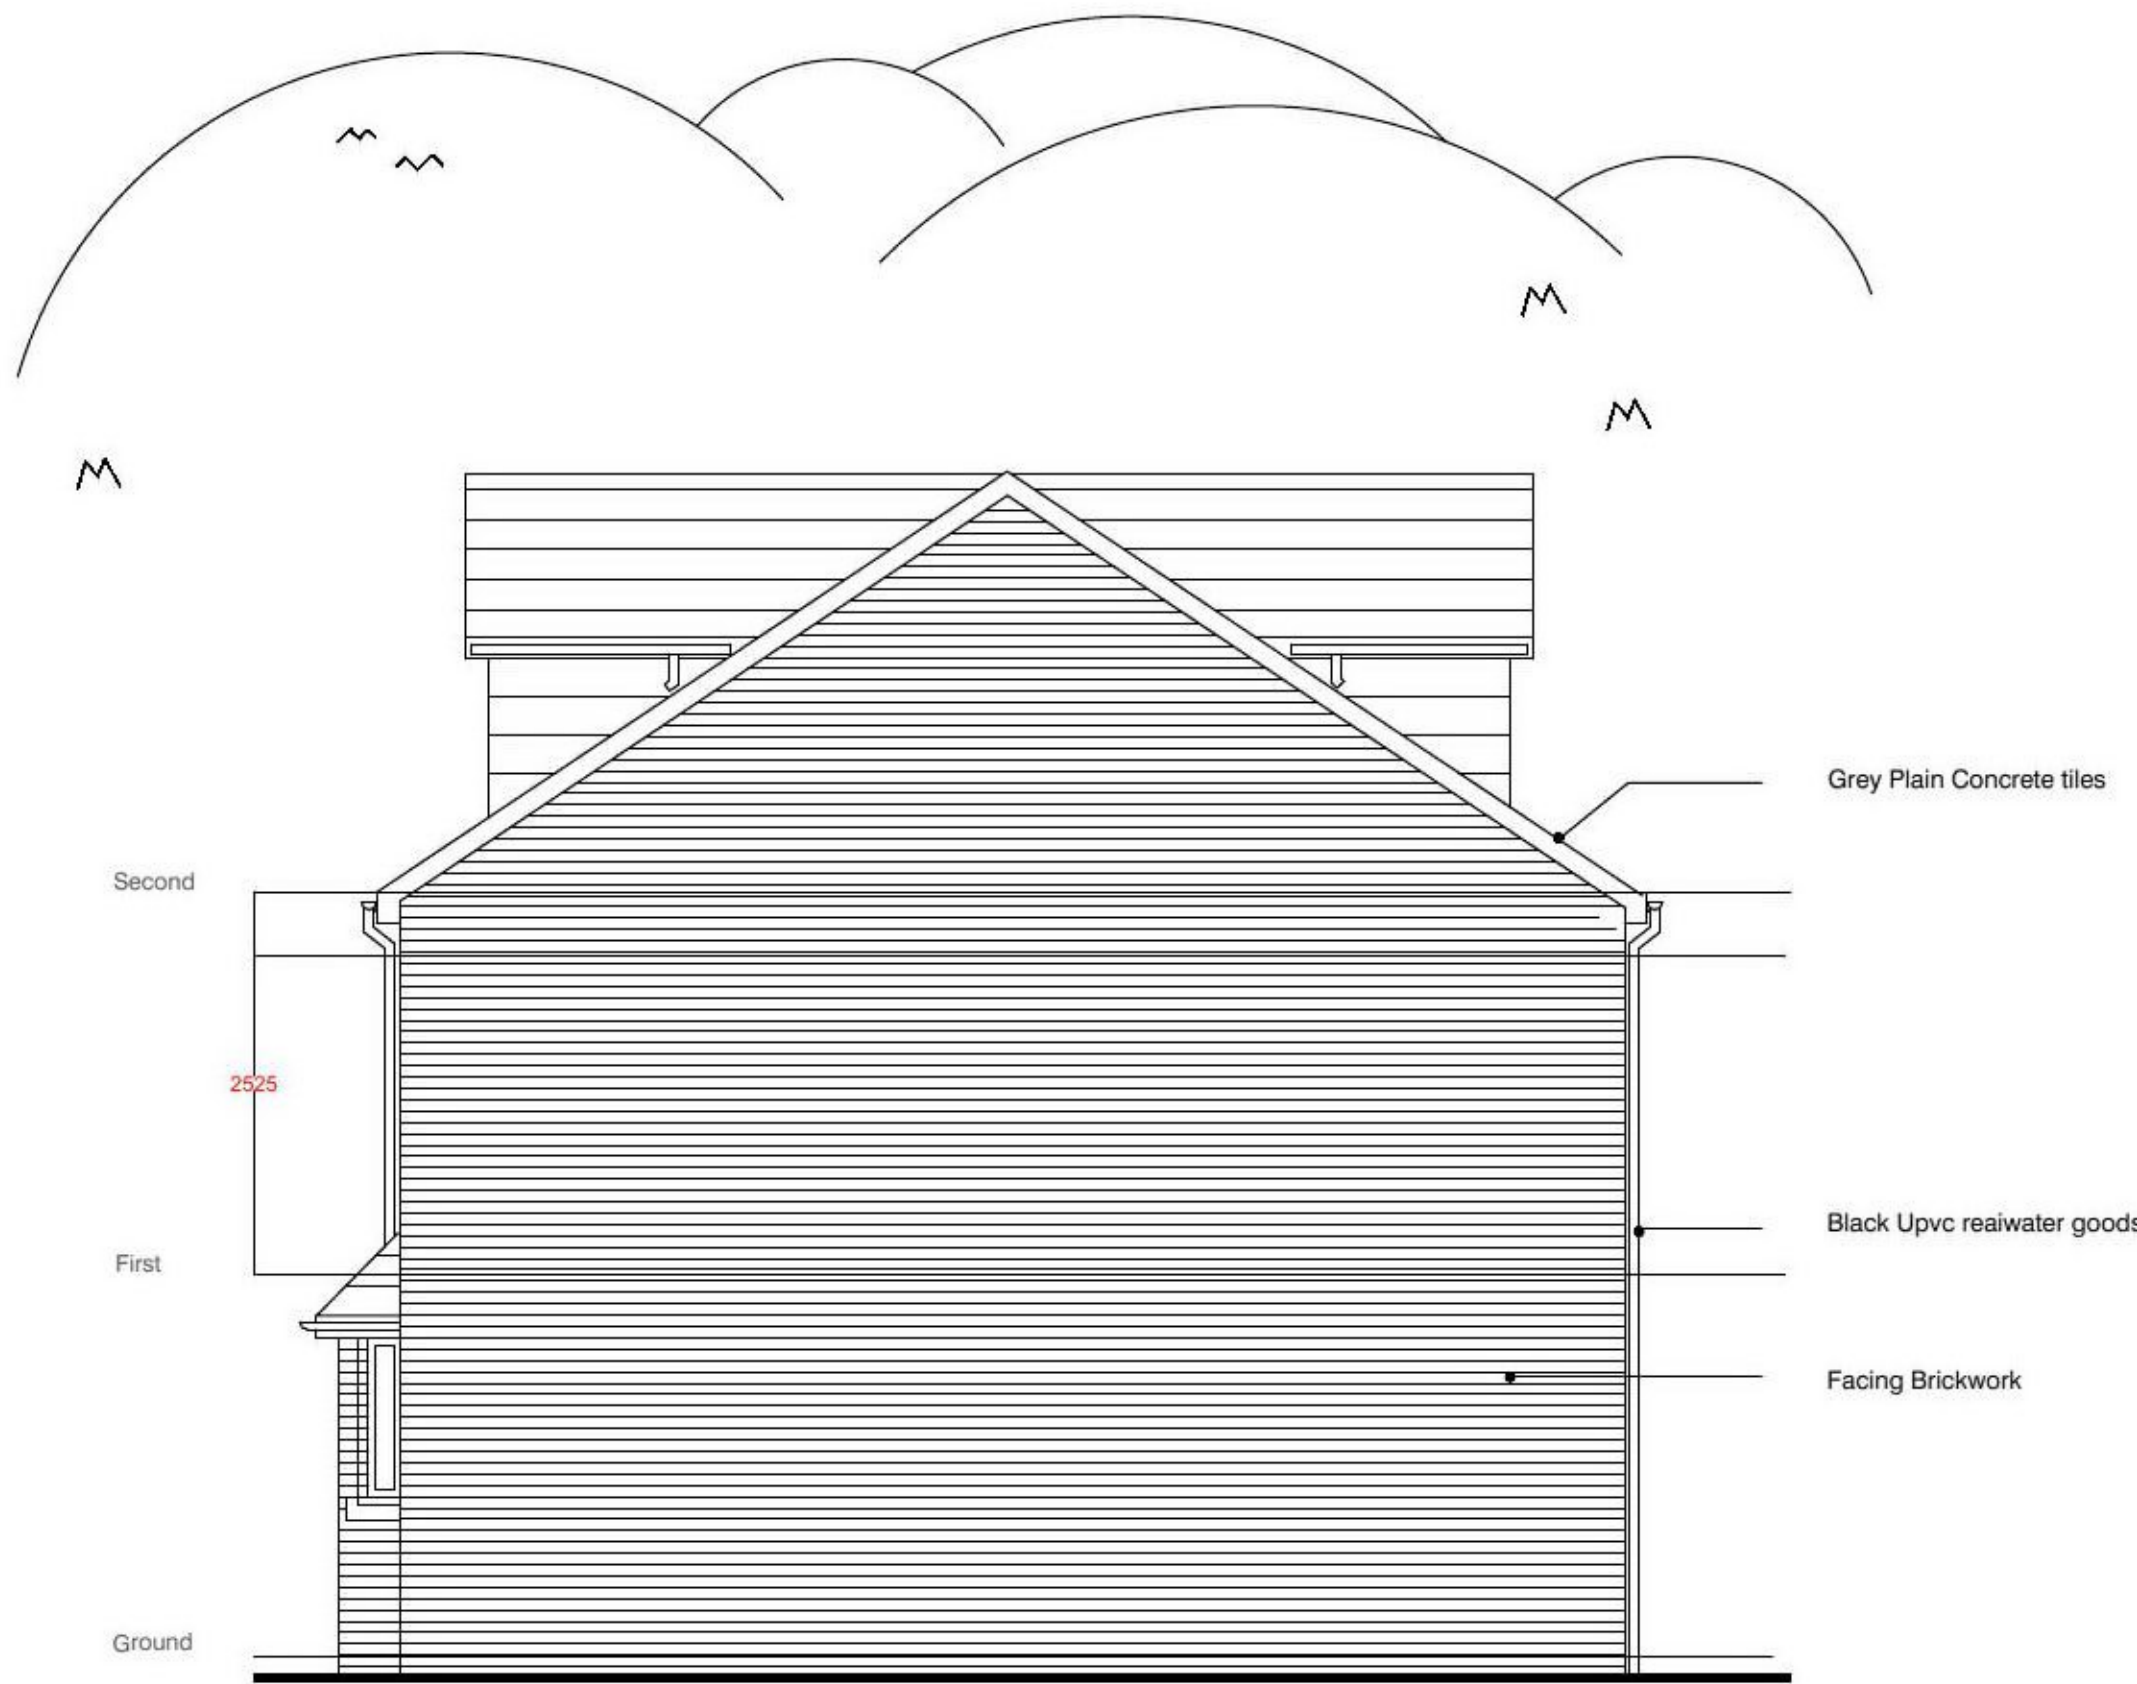 Grey Plain Concrete tiles
Second
2525
Black Upvc reaiwater goods
First
Facing Brickwork
Ground